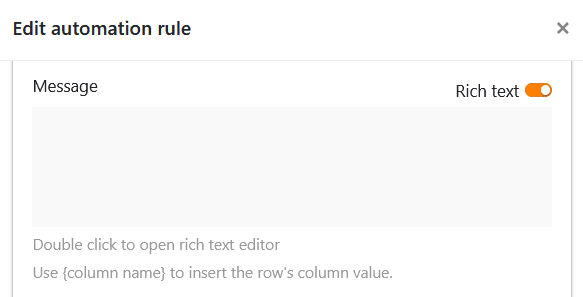 Edit automation rule
Message
Rich text
Double click to open rich text editor
Use {column name} to insert the row's column value.